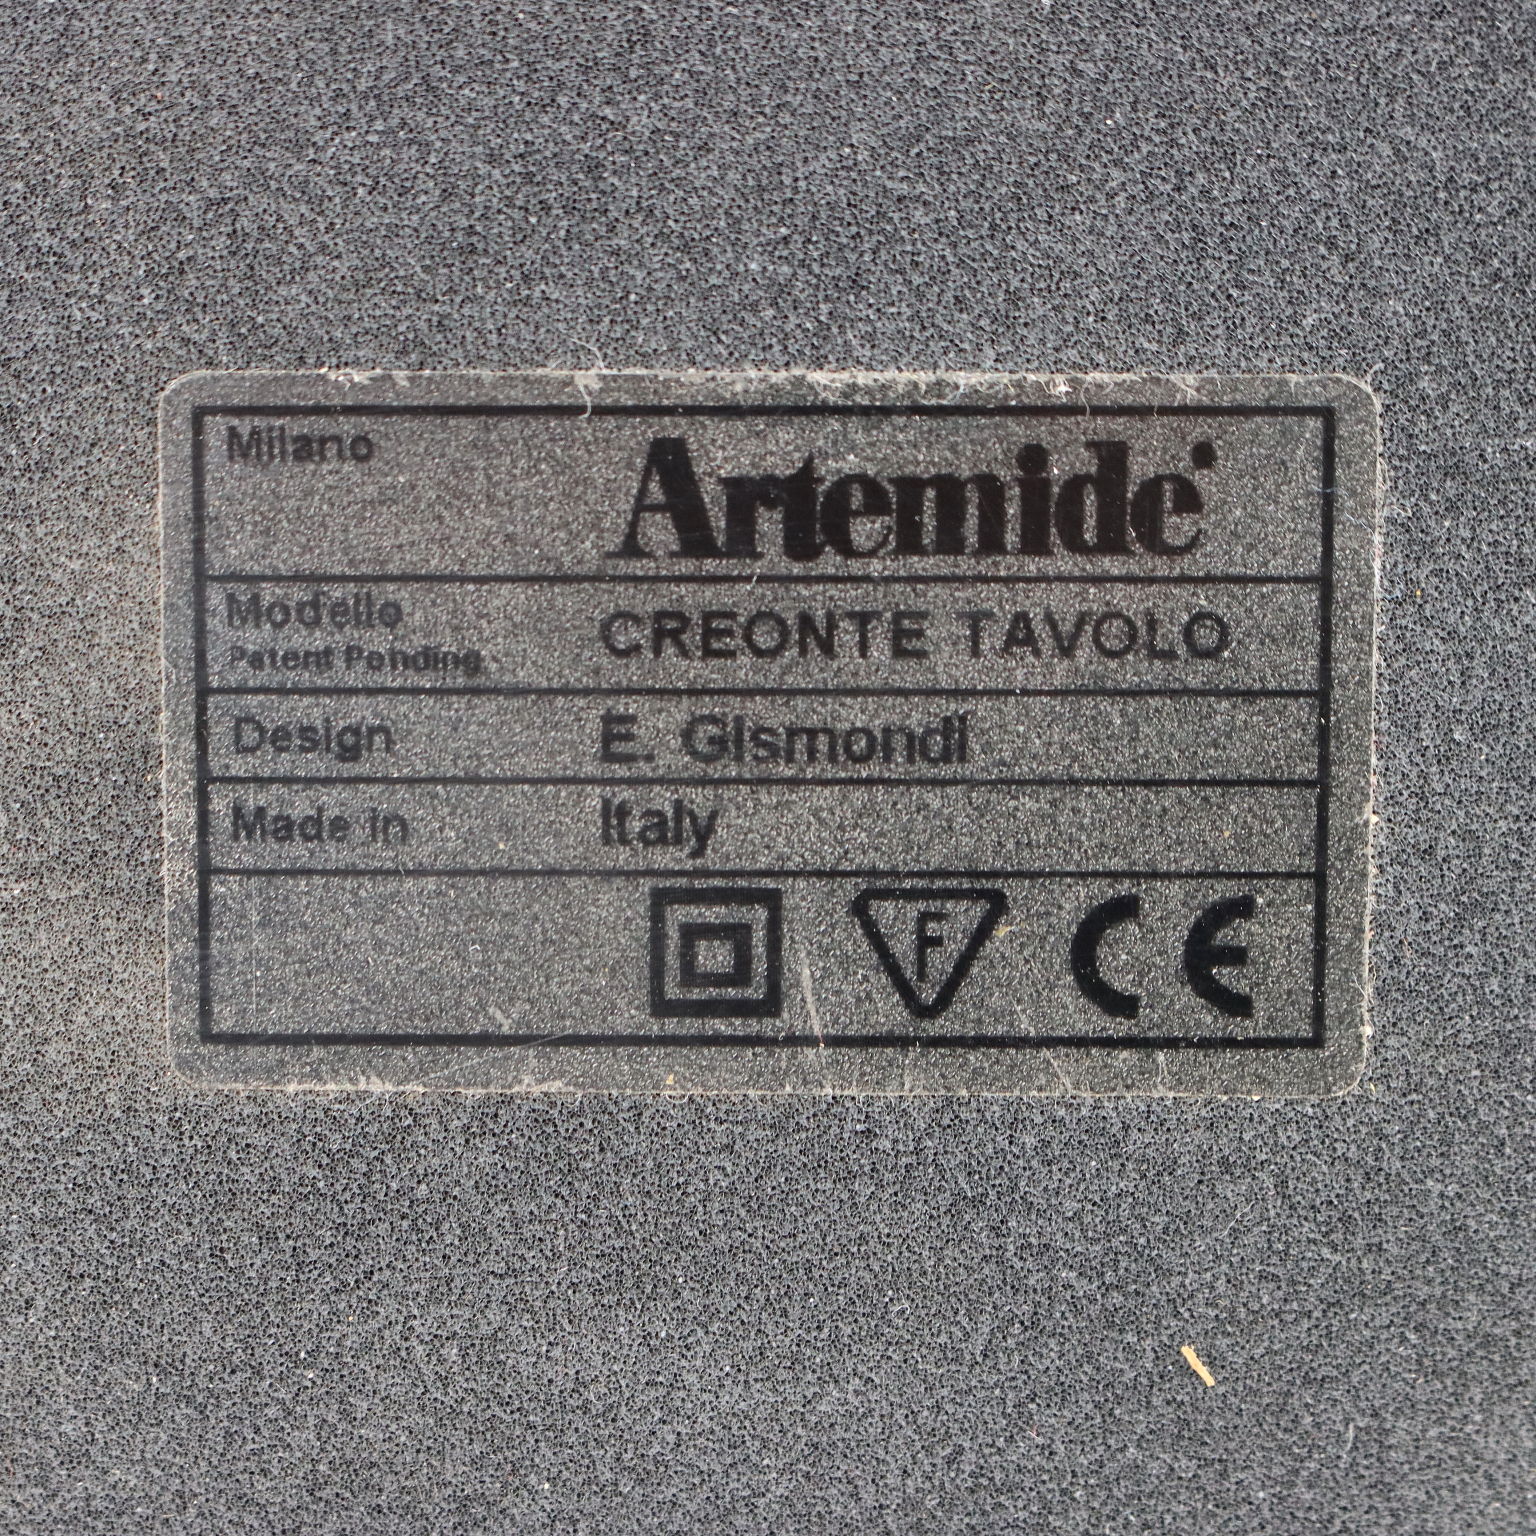 Milano Artemide
Modello CREONTE TAVOLO
Patent Pending
Design E. Gismondi
Made in Italy
F CE